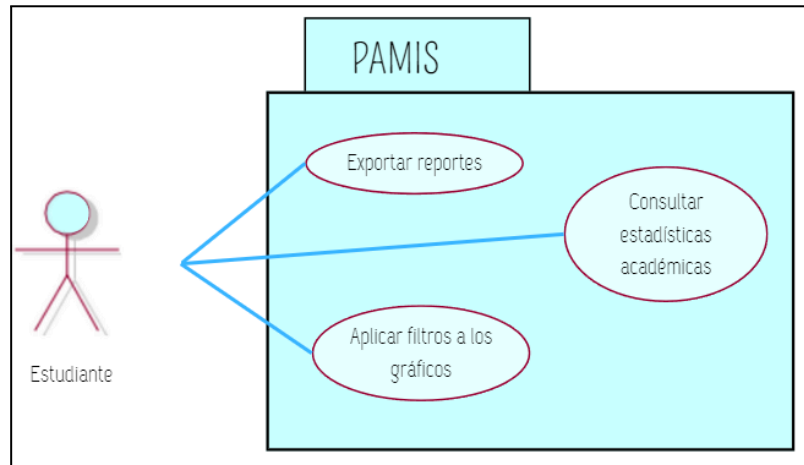 PAMIS
Exportar reportes
Consultar
estadísticas
académicas
Aplicar filtros a los
gráficos
Estudiante